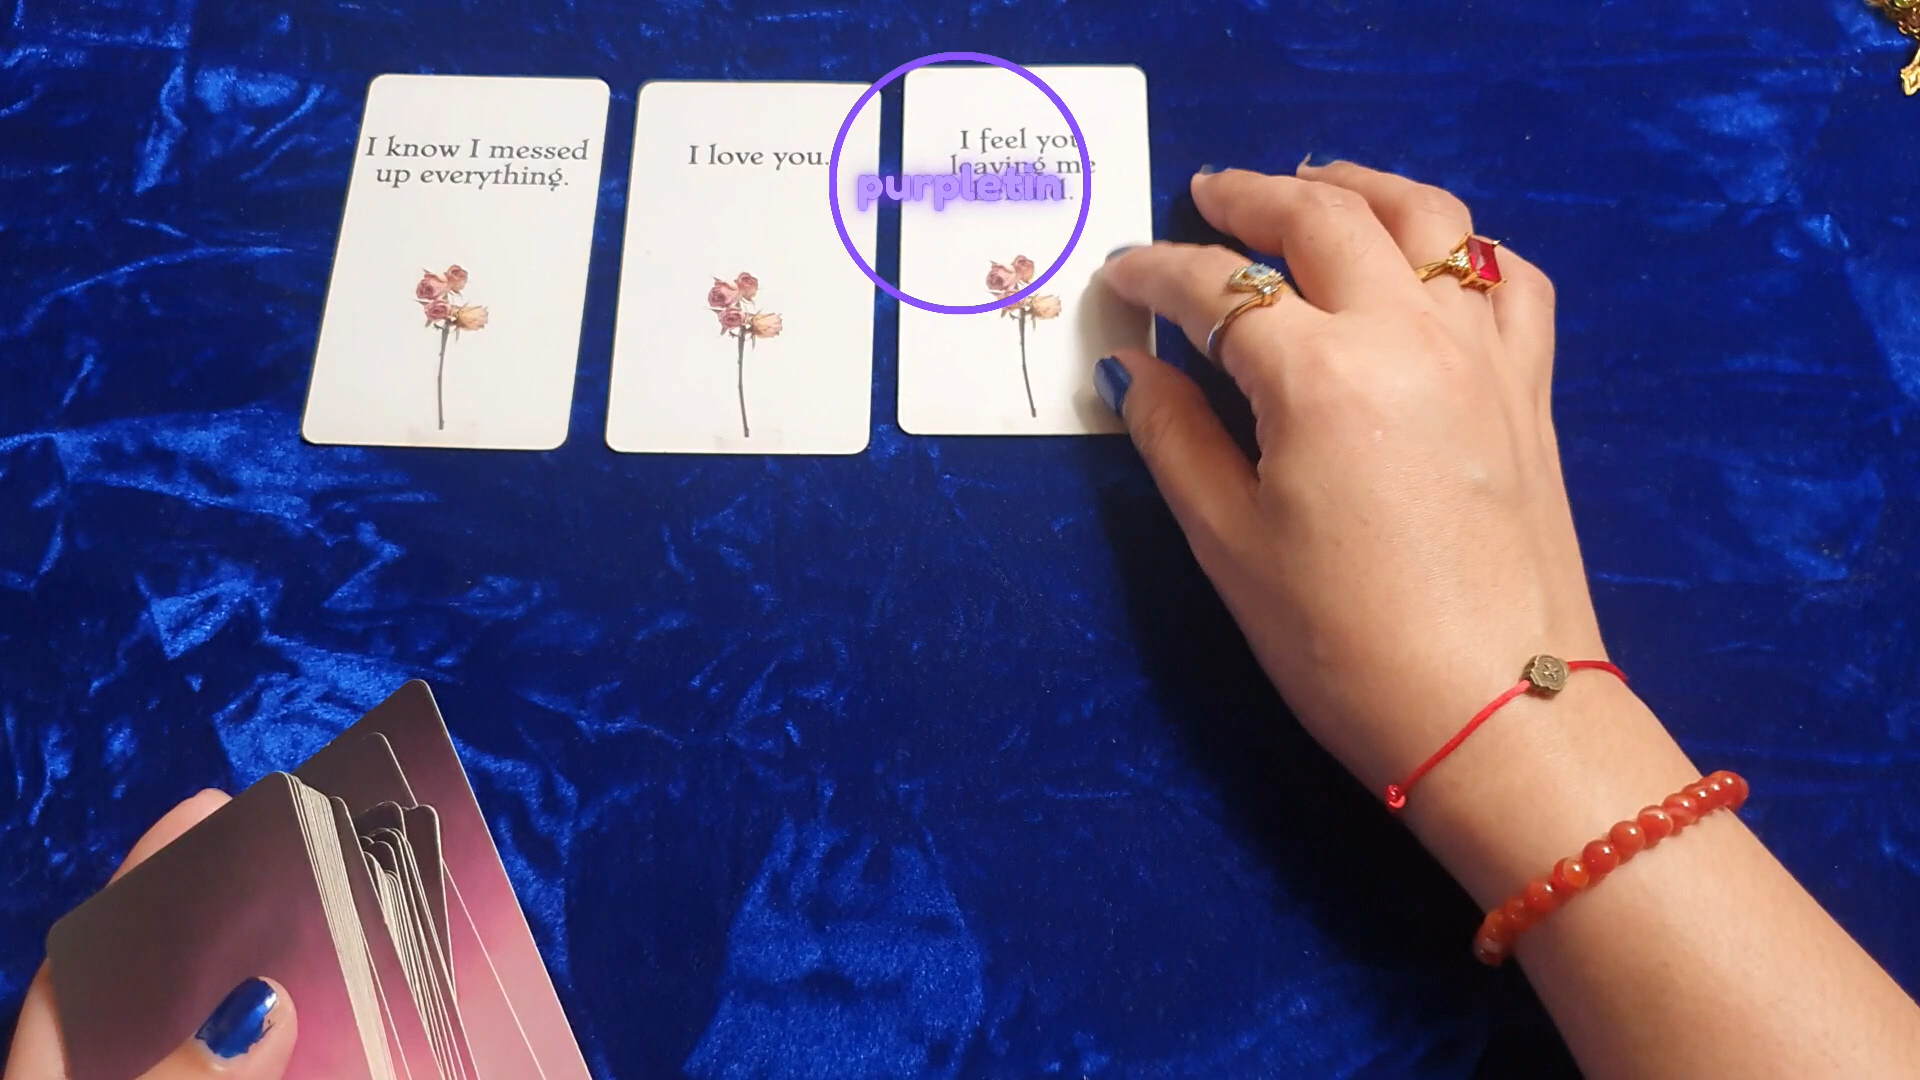 I know I messed
up everything.
I love you.
I feel you
leaving me
purpletin